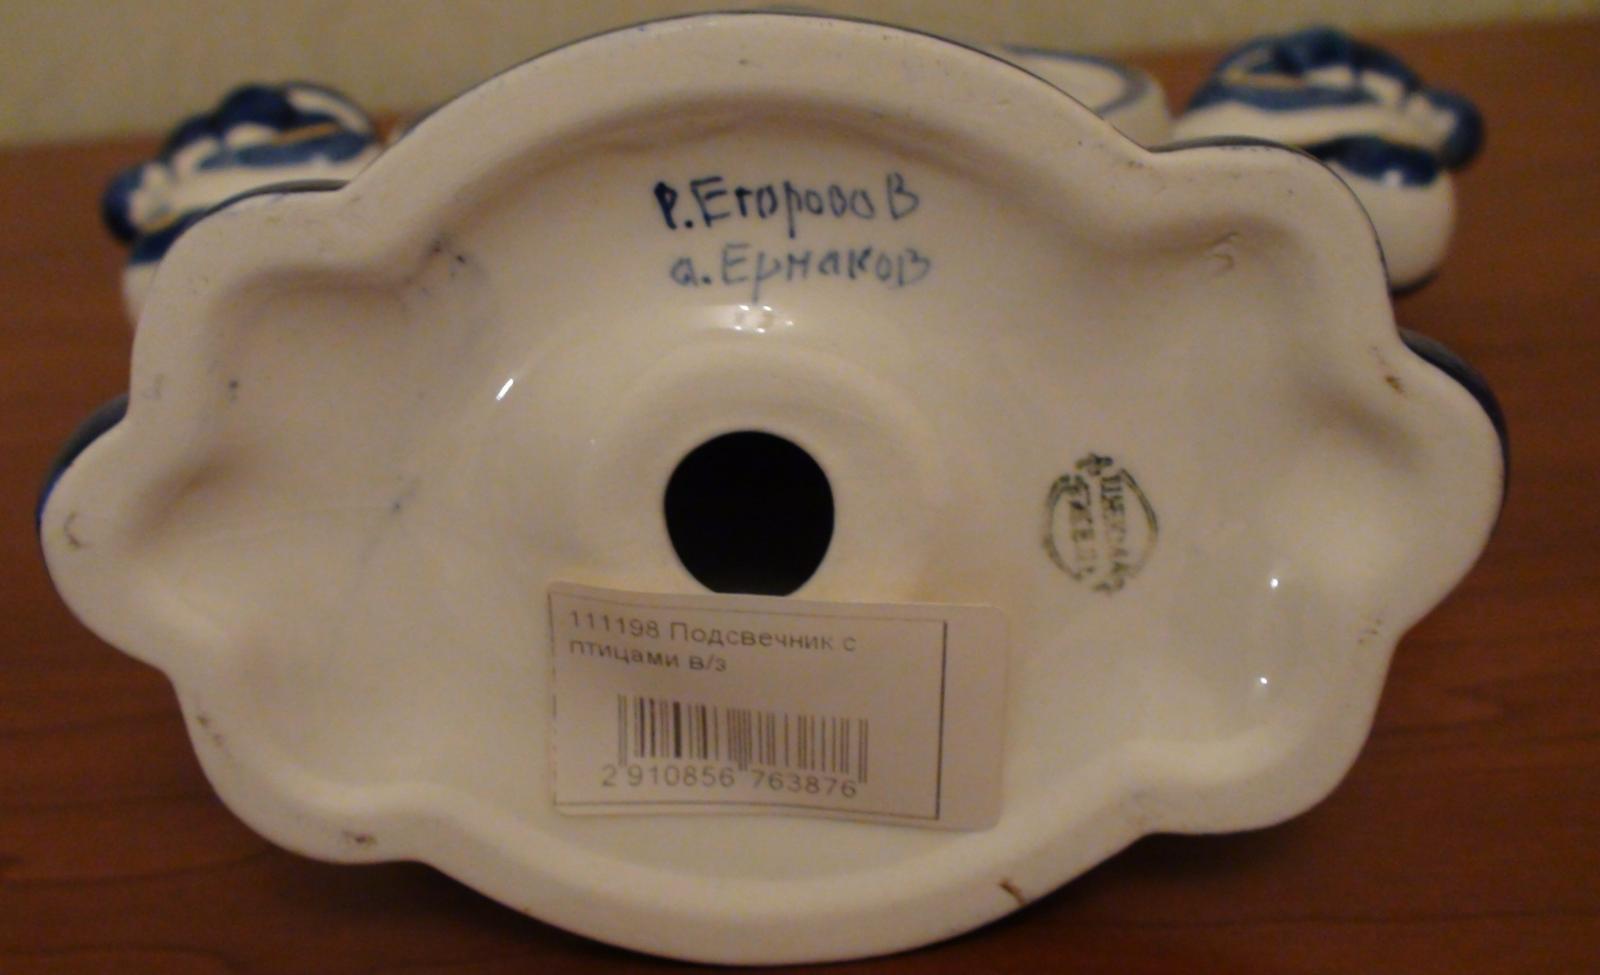 р. Егорова В
а. Ермаков
111198 Подсвечник с
птицами в/з
2 910856 763876